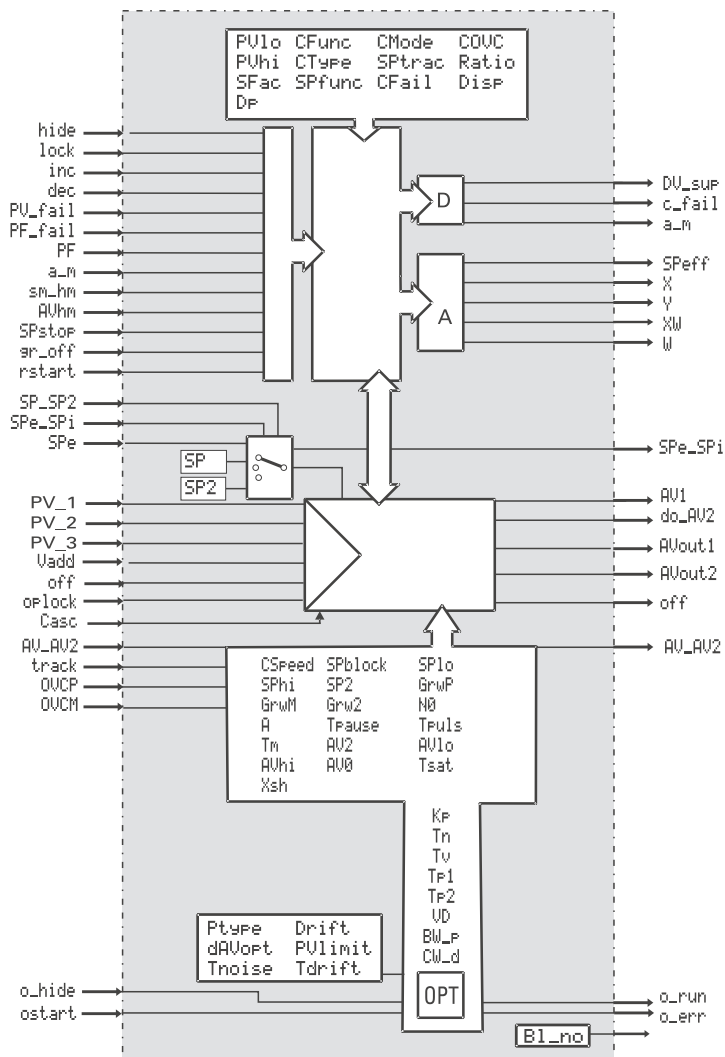 PVlo CFunc CMode COVC
PVhi CType SPtrac Ratio
SFac SPfunc CFail Disp
Dp
hide
lock
inc
dec
PV_fail
PF_fail
PF
a_m
sm_hm
AVhm
SPstop
gr_off
rstart
D
A
DV_sup
c_fail
a_m
SPeff
X
Y
XW
W
SP_SP2
SPe_SPi
SPe
SP
SP2
SPe_SPi
PV_1
PV_2
PV_3
Vadd
off
oplock
Casc
AV1
do_AV2
AVout1
AVout2
off
AV_AV2
track
OVCP
OVCM
AV_AV2
CSpeed SPblock SPlo
SPhi SP2 GrwP
GrwM Grw2 N0
A Tpause Tpuls
Tm AV2 AVlo
AVhi AV0 Tsat
Xsh
Kp
Tn
Tv
Tp1
Tp2
VD
BW_p
CW_d
Ptype Drift
dAVopt PVlimit
Tnoise Tdrift
OPT
o_hide
ostart
o_run
o_err
Bl_no